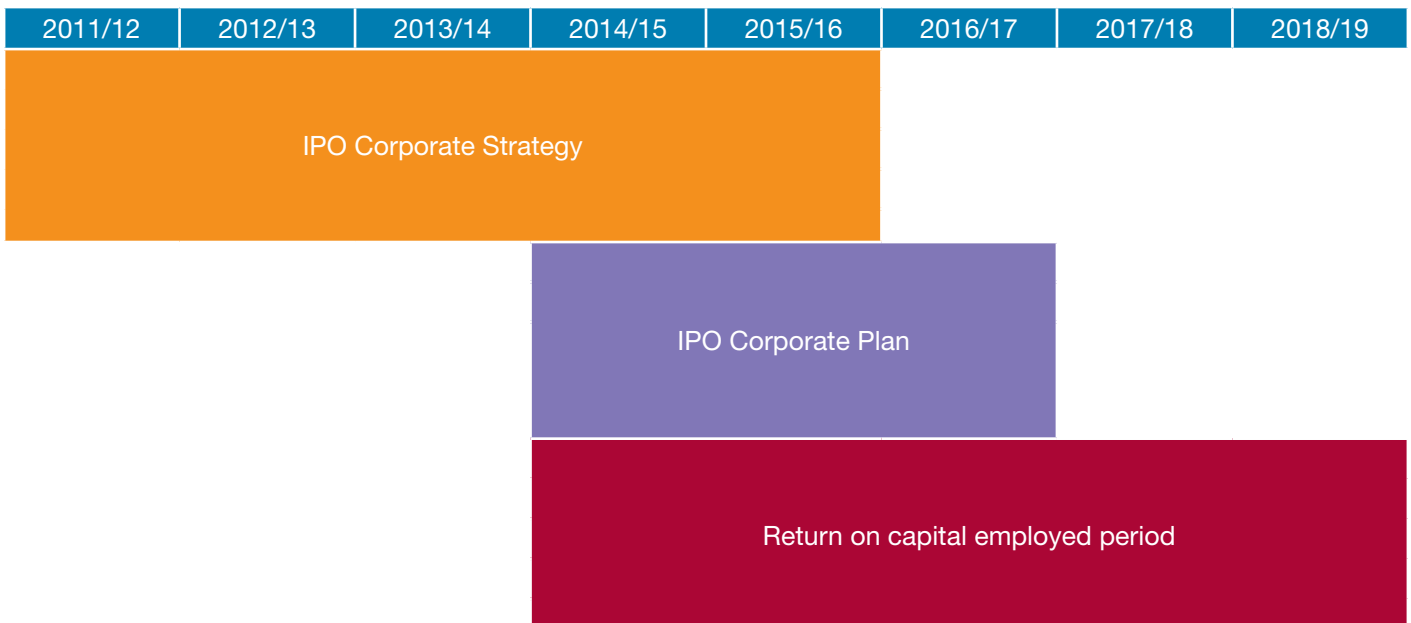 2011/12 2012/13 2013/14 2014/15 2015/16 2016/17 2017/18 2018/19
IPO Corporate Strategy
IPO Corporate Plan
Return on capital employed period